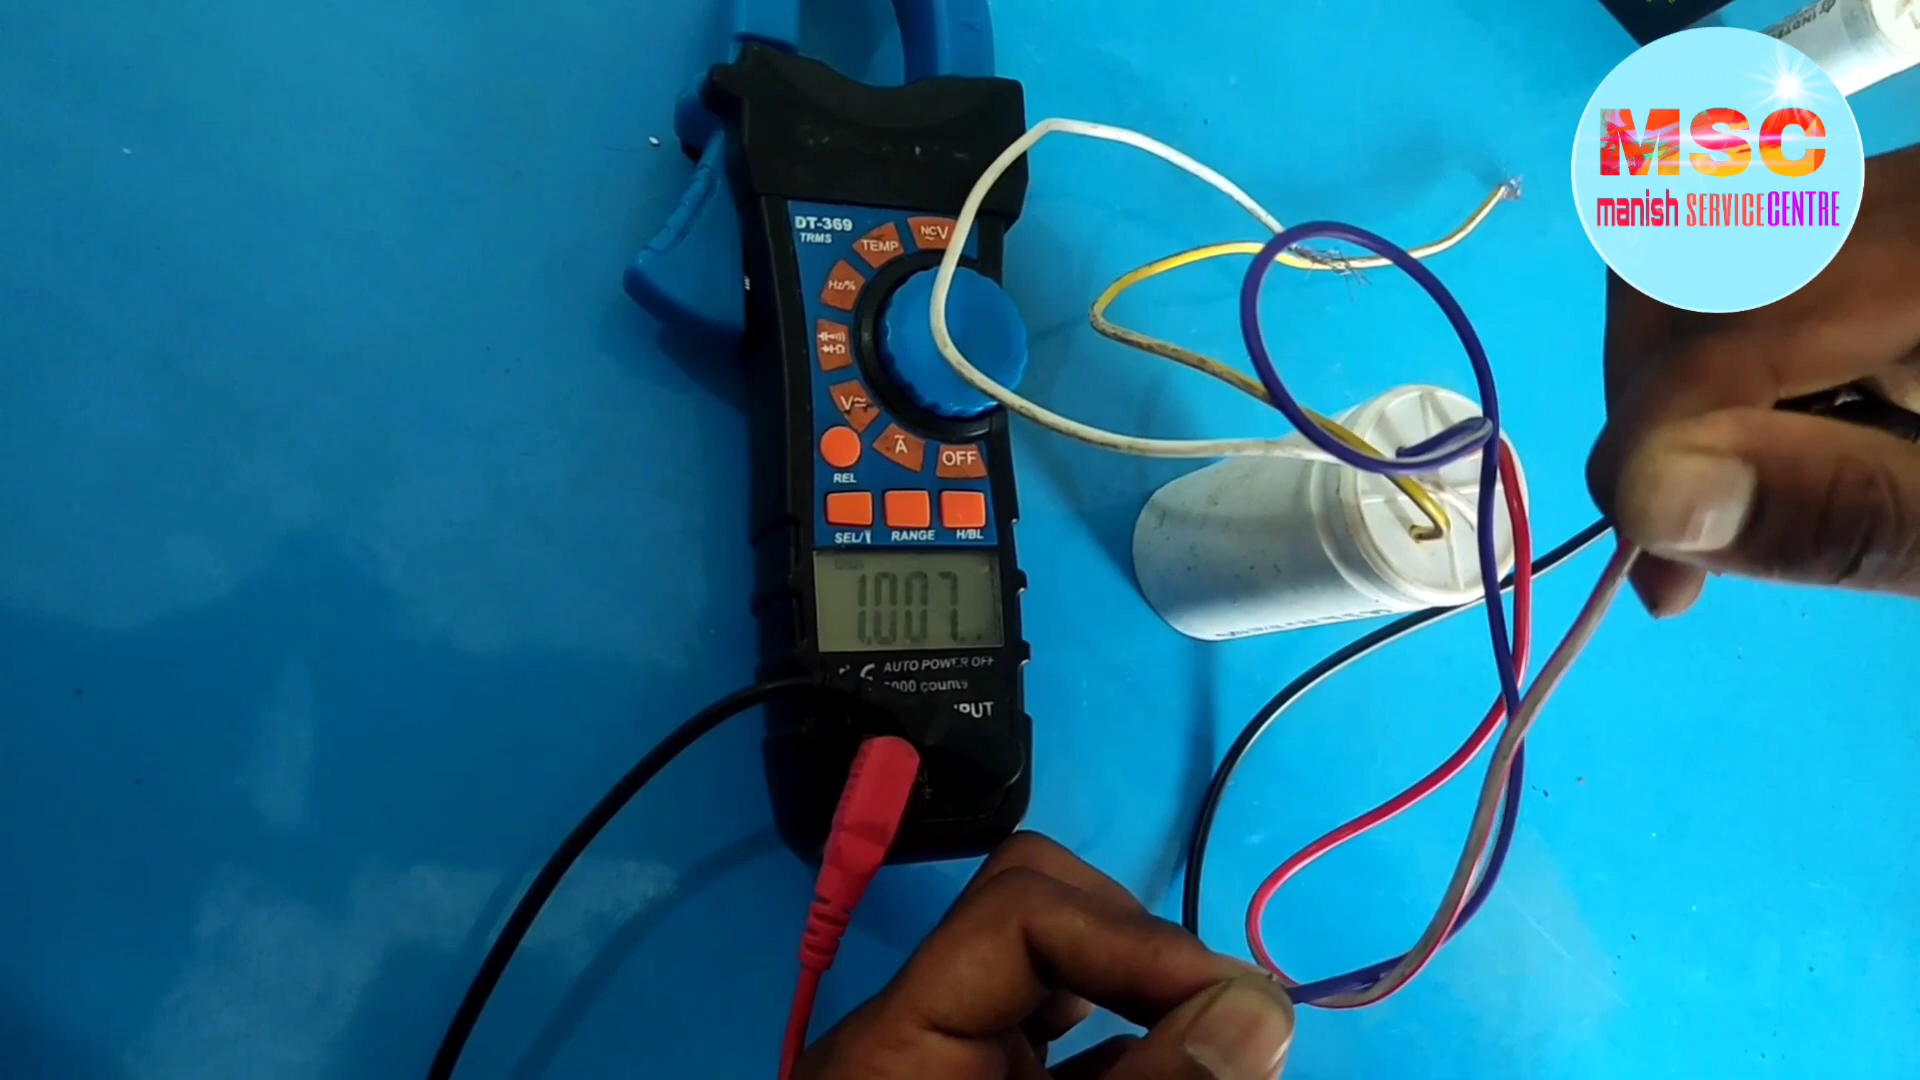 MSC
manish SERVICECENTRE
DT-369
TRMS
NCV
TEMP
Hz/%
V≂
Ã
OFF
REL
SEL/
RANGE
H/BL
1.007
AUTO POWER OFF
counts